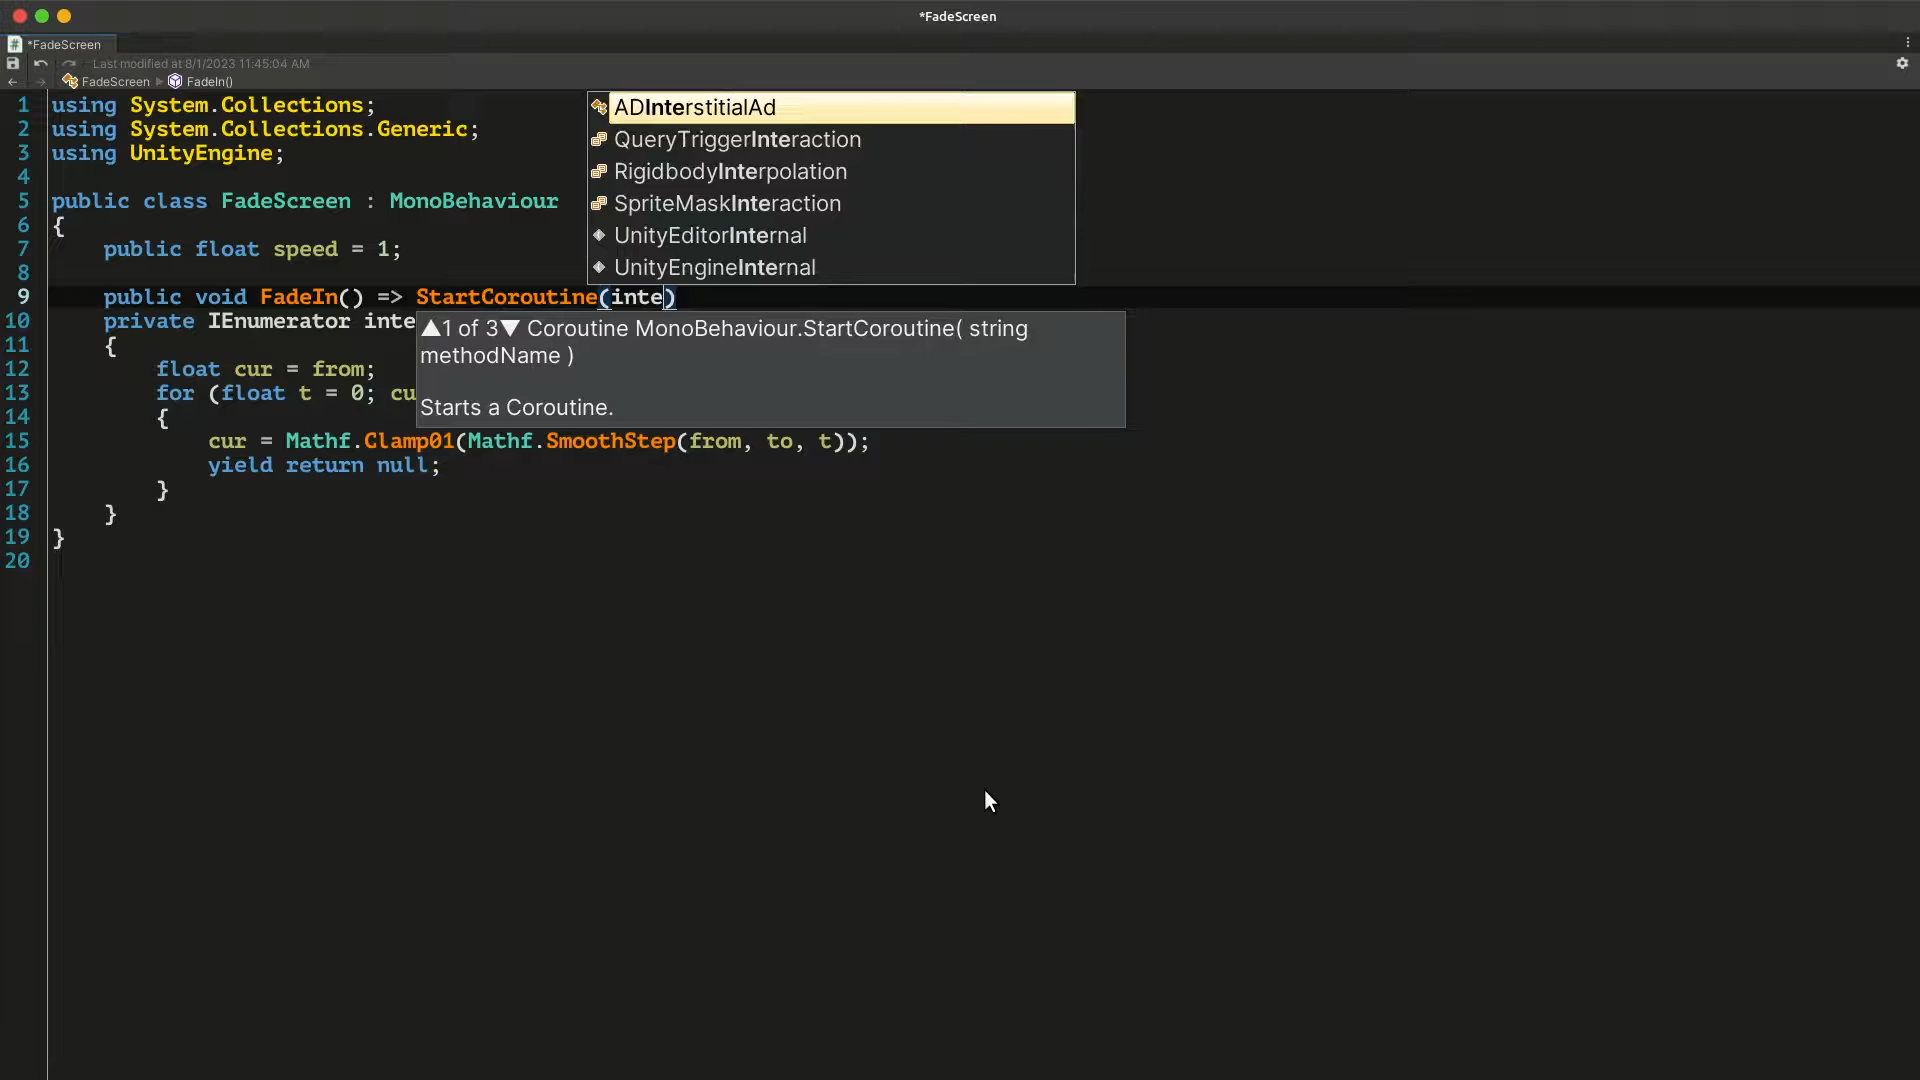 *FadeScreen
*FadeScreen
Last modified at 8/1/2023 11:45:04 AM
FadeScreen FadeIn()
1 using System.Collections;
2 using System.Collections.Generic;
3 using UnityEngine;
4
5 public class FadeScreen : MonoBehaviour
6 {
7 public float speed = 1;
8
9 public void FadeIn() => StartCoroutine(inte)
10 private IEnumerator inte
11 {
12 float cur = from;
13 for (float t = 0; cu
14 {
15 cur = Mathf.Clamp01(Mathf.SmoothStep(from, to, t));
16 yield return null;
17 }
18 }
19 }
20
ADInterstitialAd
QueryTriggerInteraction
RigidbodyInterpolation
SpriteMaskInteraction
UnityEditorInternal
UnityEngineInternal
▲1 of 3▼ Coroutine MonoBehaviour.StartCoroutine( string
methodName )
Starts a Coroutine.